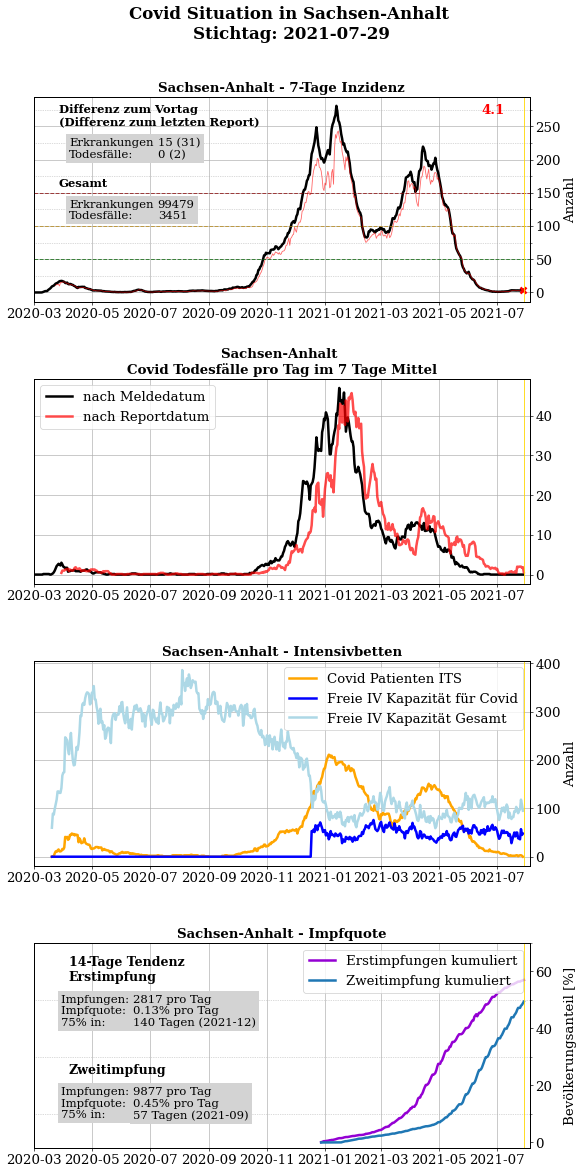 Covid Situation in Sachsen-Anhalt
Stichtag: 2021-07-29
Sachsen-Anhalt - 7-Tage Inzidenz
Differenz zum Vortag
(Differenz zum letzten Report)
Erkrankungen 15 (31)
Todesfälle: 0 (2)
Gesamt
Erkrankungen 99479
Todesfälle: 3451
4.1
250
200
150
100
50
0
Anzahl
2020-03 2020-05 2020-07 2020-09 2020-11 2021-01 2021-03 2021-05 2021-07
Sachsen-Anhalt
Covid Todesfälle pro Tag im 7 Tage Mittel
nach Meldedatum
nach Reportdatum
40
30
20
10
0
2020-03 2020-05 2020-07 2020-09 2020-11 2021-01 2021-03 2021-05 2021-07
Sachsen-Anhalt - Intensivbetten
Covid Patienten ITS
Freie IV Kapazität für Covid
Freie IV Kapazität Gesamt
400
300
200
100
0
Anzahl
2020-03 2020-05 2020-07 2020-09 2020-11 2021-01 2021-03 2021-05 2021-07
Sachsen-Anhalt - Impfquote
14-Tage Tendenz
Erstimpfung
Impfungen: 2817 pro Tag
Impfquote: 0.13% pro Tag
75% in: 140 Tagen (2021-12)
Zweitimpfung
Impfungen: 9877 pro Tag
Impfquote: 0.45% pro Tag
75% in: 57 Tagen (2021-09)
Erstimpfungen kumuliert
Zweitimpfung kumuliert
60
40
20
0
Bevölkerungsanteil [%]
2020-03 2020-05 2020-07 2020-09 2020-11 2021-01 2021-03 2021-05 2021-07